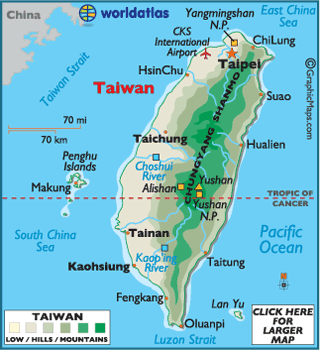 China
worldatlas
Yangmingshan
N.P.
East China
Sea
CKS
International
Airport
ChiLung
Taipei
© GraphicMaps.com
Taiwan Strait
HsinChu
Taiwan
Suao
70 mi
70 km
CHUNGYANG SHANMO
Taichung
Hualien
Penghu
Islands
Choshui
River
Makung
Alishan
Yushan
Yushan
N.P.
TROPIC OF
CANCER
South China
Sea
Tainan
Pacific
Ocean
Kaop'ing
River
Kaohsiung
Taitung
Fengkang
Lan Yu
TAIWAN
LOW / HILLS / MOUNTAINS
Oluanpi
Luzon Strait
CLICK HERE
FOR
LARGER
MAP